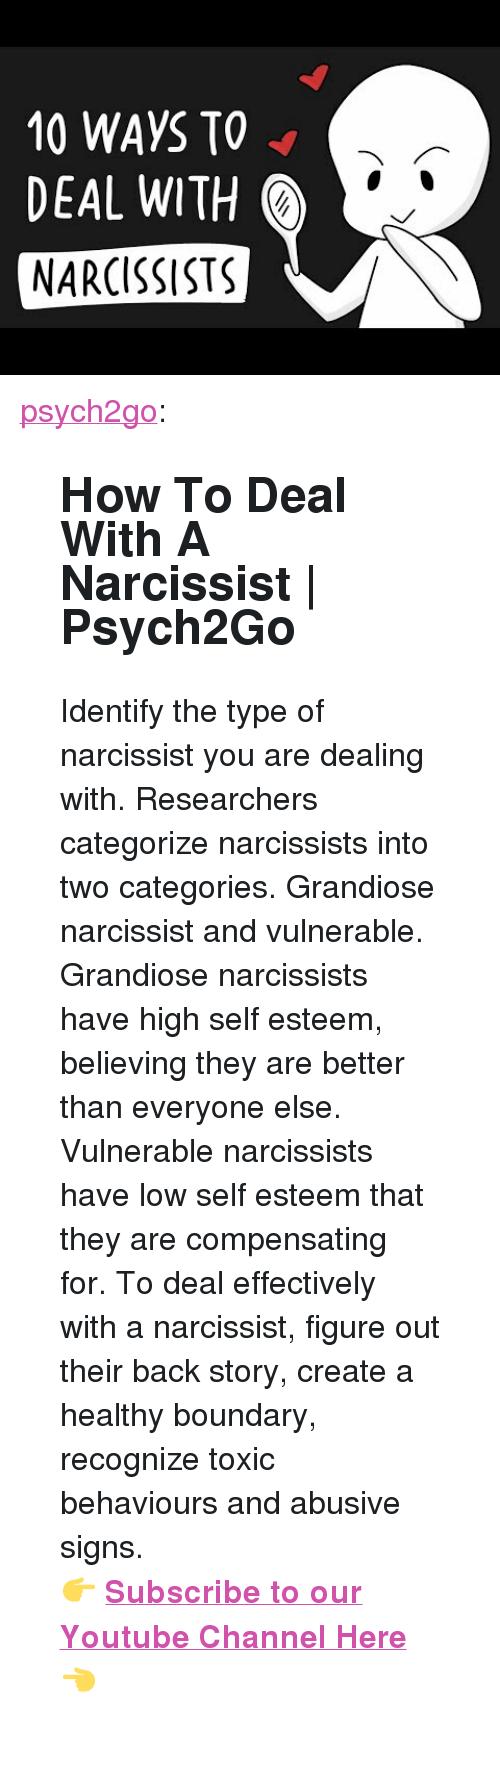 10 WAYS TO
DEAL WITH
NARCISSISTS
psych2go:
How To Deal
With A
Narcissist |
Psych2Go
Identify the type of
narcissist you are dealing
with. Researchers
categorize narcissists into
two categories. Grandiose
narcissist and vulnerable.
Grandiose narcissists
have high self esteem,
believing they are better
than everyone else.
Vulnerable narcissists
have low self esteem that
they are compensating
for. To deal effectively
with a narcissist, figure out
their back story, create a
healthy boundary,
recognize toxic
behaviours and abusive
signs.
👉 Subscribe to our
Youtube Channel Here
👈